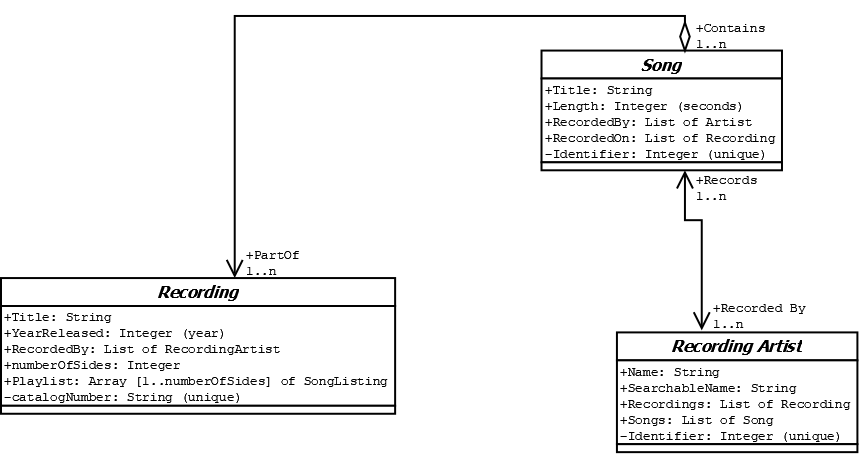 +Contains
1..n
Song
+Title: String
+Length: Integer (seconds)
+RecordedBy: List of Artist
+RecordedOn: List of Recording
-Identifier: Integer (unique)
+Records
1..n
+PartOf
1..n
Recording
+Title: String
+YearReleased: Integer (year)
+RecordedBy: List of RecordingArtist
+numberOfSides: Integer
+Playlist: Array [1..numberOfSides] of SongListing
-catalogNumber: String (unique)
+Recorded By
1..n
Recording Artist
+Name: String
+SearchableName: String
+Recordings: List of Recording
+Songs: List of Song
-Identifier: Integer (unique)